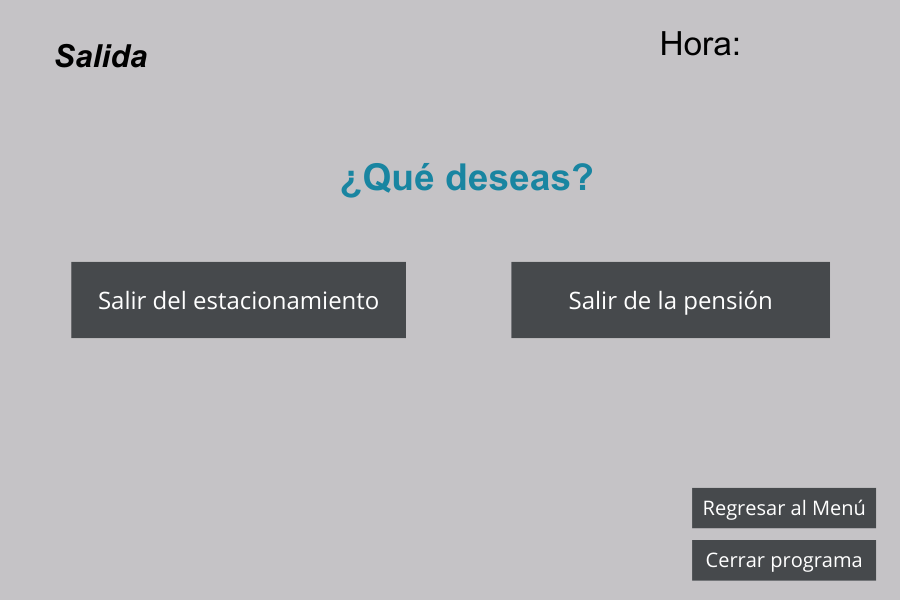 Salida
Hora:
¿Qué deseas?
Salir del estacionamiento
Salir de la pensión
Regresar al Menú
Cerrar programa